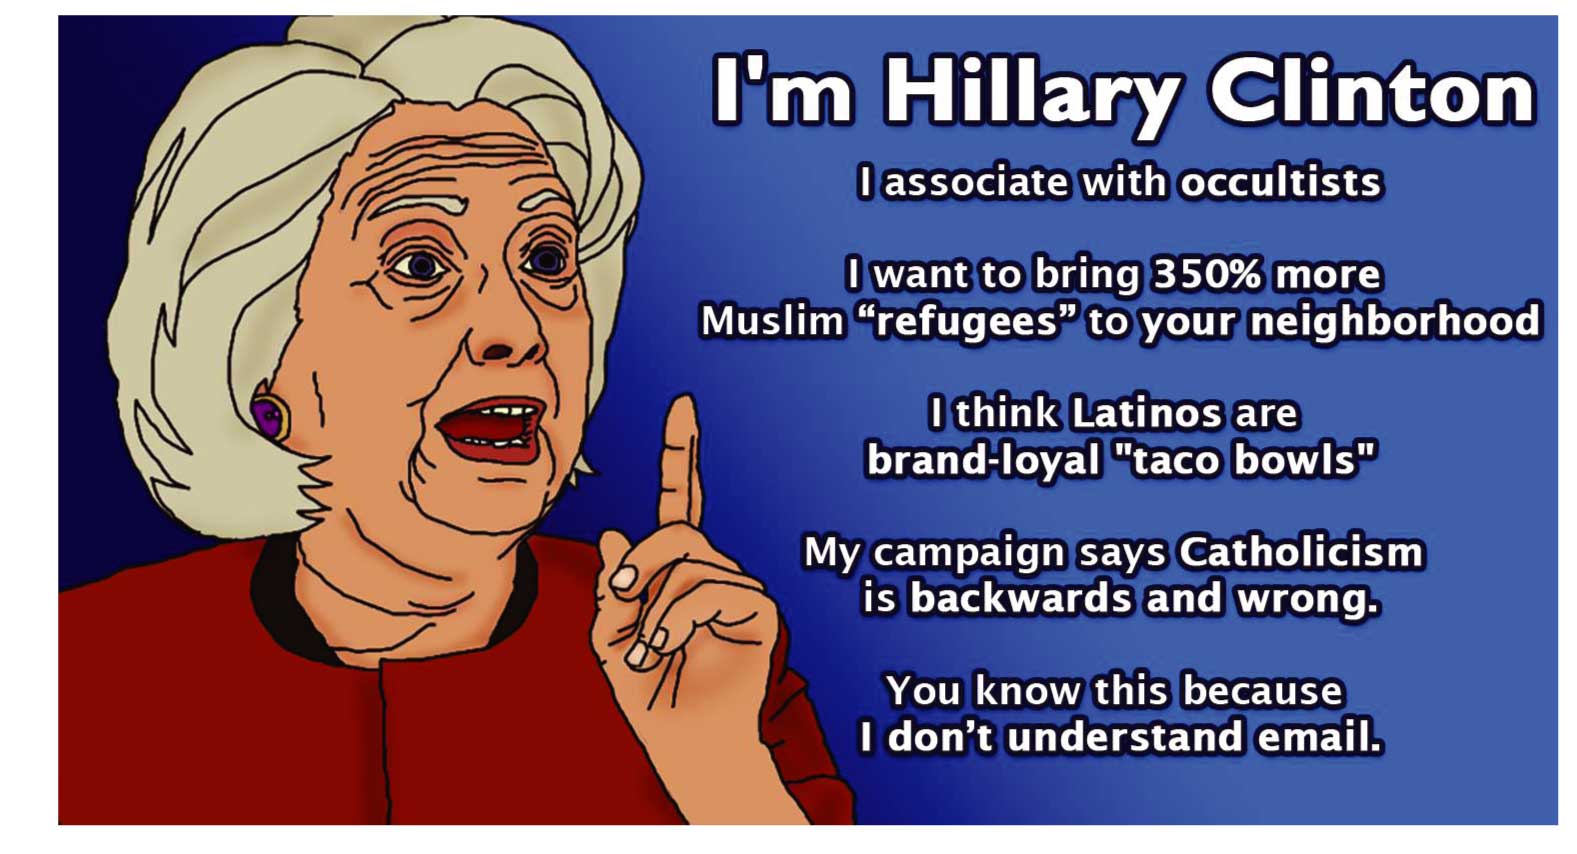 I'm Hillary Clinton
I associate with occultists
I want to bring 350% more
Muslim “refugees” to your neighborhood
I think Latinos are
brand-loyal "taco bowls"
My campaign says Catholicism
is backwards and wrong.
You know this because
I don’t understand email.